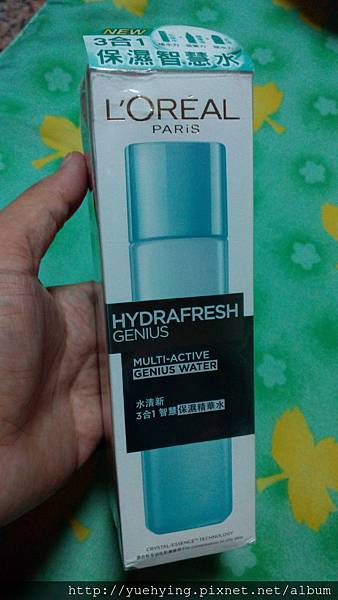 NEW
3合1
保濕智慧水
L'ORÉAL
PARiS
HYDRAFRESH
GENIUS
MULTI-ACTIVE
GENIUS WATER
水清新
3合1 智慧保濕精華水
CRYSTAL-ESSENCE™ TECHNOLOGY
http://yuehying.pixnet.net/album